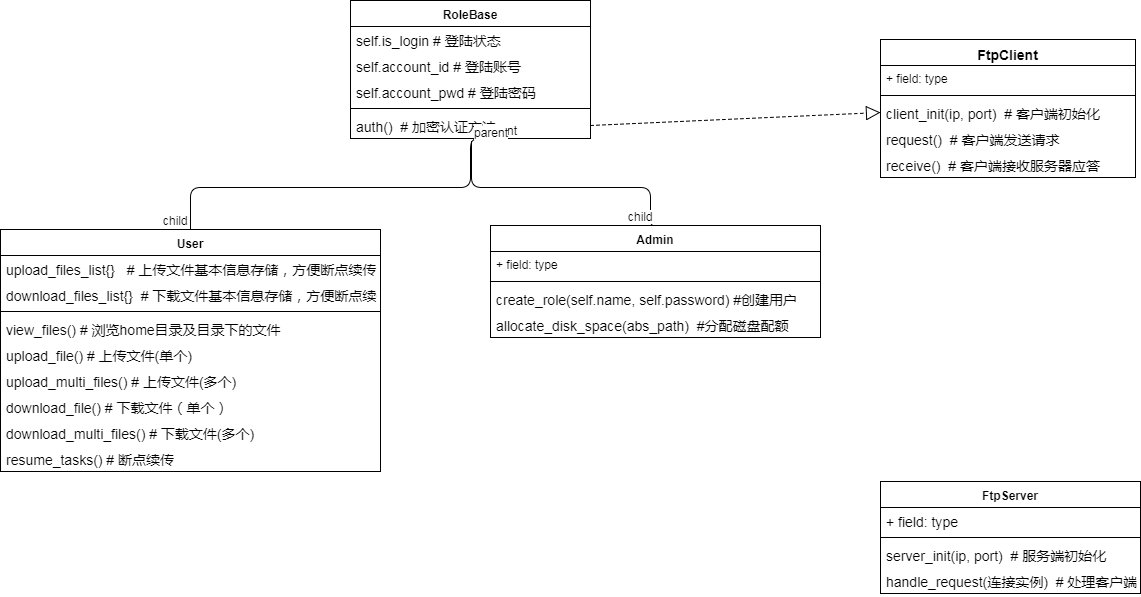 RoleBase
self.is_login # 登陆状态
self.account_id # 登陆账号
self.account_pwd # 登陆密码
auth()  # 加密认证方法
parent
child
child
FtpClient
+ field: type
client_init(ip, port)  # 客户端初始化
request()  # 客户端发送请求
receive()  # 客户端接收服务器应答
User
upload_files_list{}   # 上传文件基本信息存储，方便断点续传
download_files_list{}  # 下载文件基本信息存储，方便断点续
view_files() # 浏览home目录及目录下的文件
upload_file() # 上传文件(单个)
upload_multi_files() # 上传文件(多个)
download_file() # 下载文件（单个）
download_multi_files() # 下载文件(多个)
resume_tasks() # 断点续传
Admin
+ field: type
create_role(self.name, self.password) #创建用户
allocate_disk_space(abs_path)  #分配磁盘配额
FtpServer
+ field: type
server_init(ip, port)  # 服务端初始化
handle_request(连接实例)  # 处理客户端